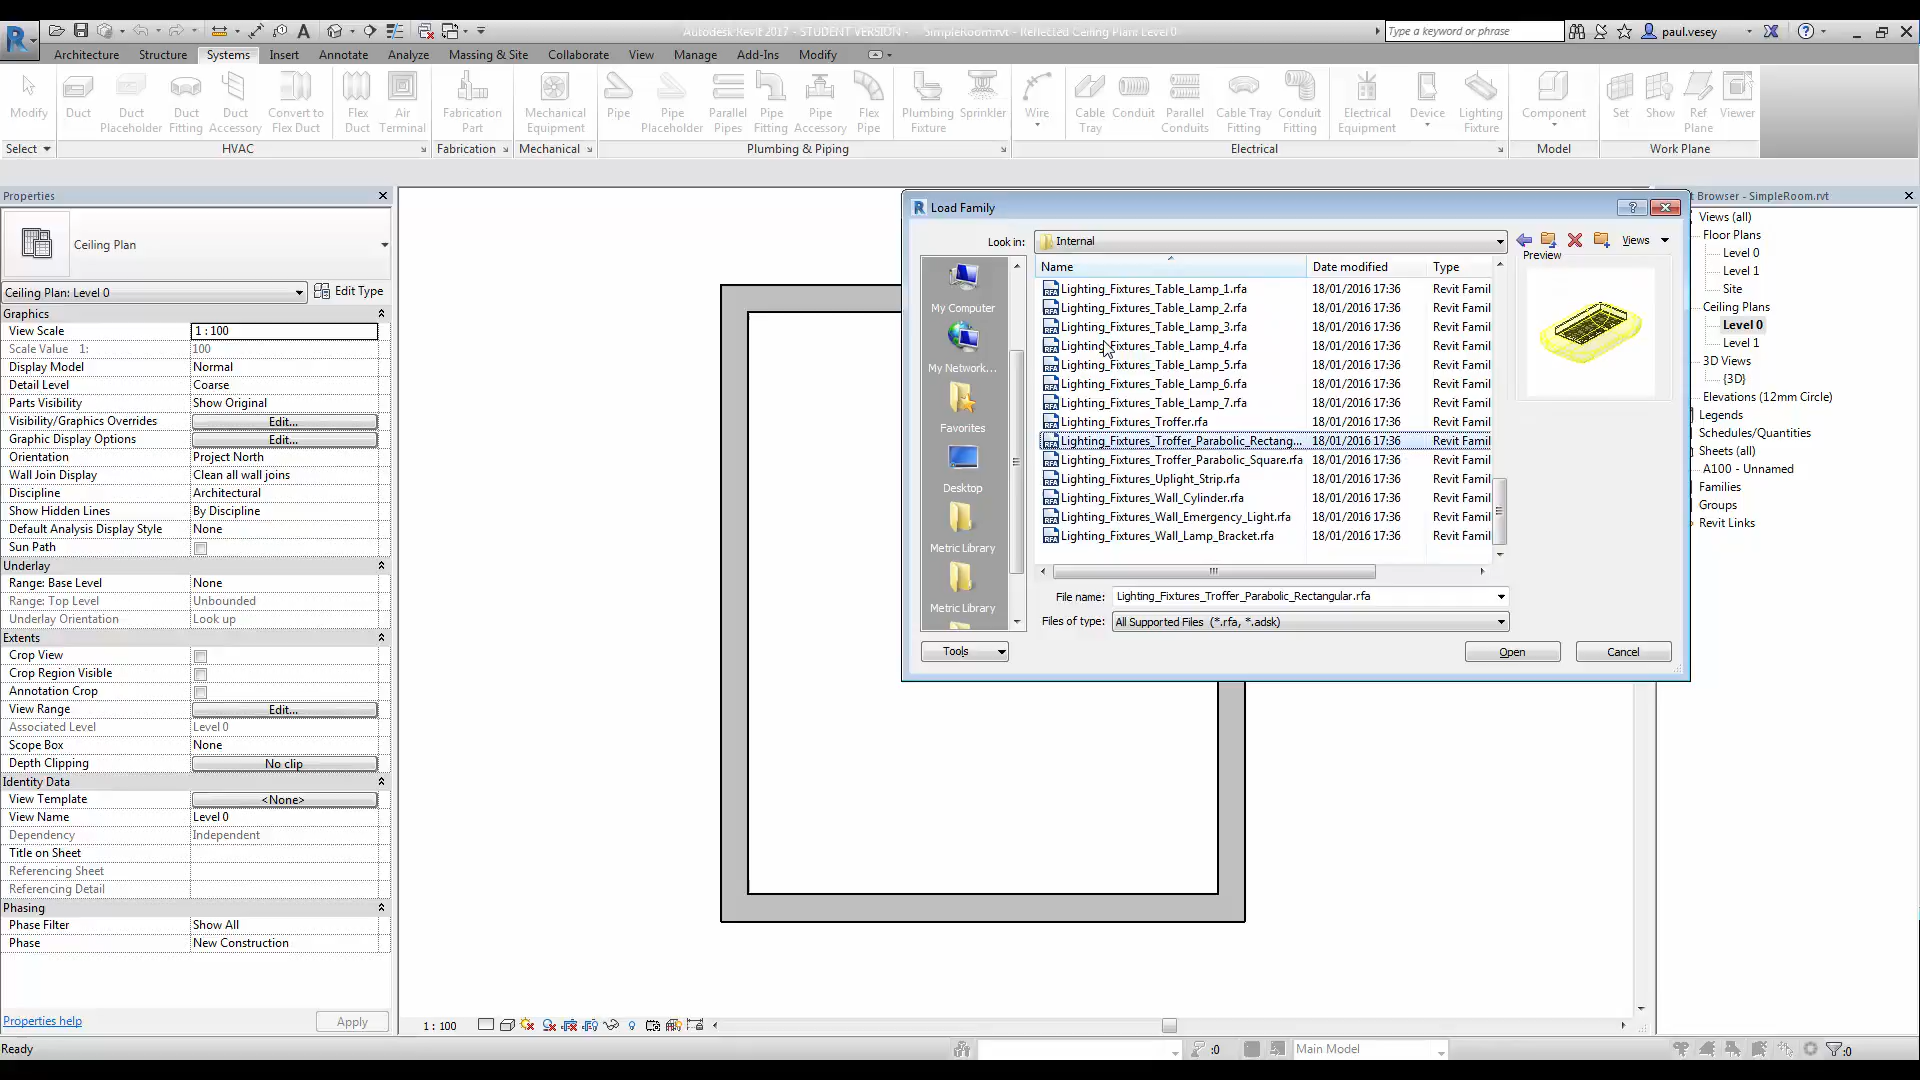 Autodesk Revit 2017 - STUDENT VERSION - SimpleRoom.rvt - Reflected Ceiling Plan: Level 0
Type a keyword or phrase
paul.vesey
Architecture Structure Systems Insert Annotate Analyze Massing & Site Collaborate View Manage Add-Ins Modify
Modify
Duct
Duct Placeholder
Duct Fitting
Duct Accessory
Convert to Flex Duct
Flex Duct
Air Terminal
Fabrication Part
Mechanical Equipment
Pipe
Pipe Placeholder
Parallel Pipes
Pipe Fitting
Pipe Accessory
Flex Pipe
Plumbing Fixture
Sprinkler
Wire
Cable Tray
Conduit
Parallel Conduits
Cable Tray Fitting
Conduit Fitting
Electrical Equipment
Device
Lighting Fixture
Component
Set
Show
Ref Plane
Viewer
Select HVAC Fabrication Mechanical Plumbing & Piping Electrical Model Work Plane
Properties
Ceiling Plan
Ceiling Plan: Level 0 Edit Type
Graphics
View Scale 1 : 100
Scale Value 1: 100
Display Model Normal
Detail Level Coarse
Parts Visibility Show Original
Visibility/Graphics Overrides Edit...
Graphic Display Options Edit...
Orientation Project North
Wall Join Display Clean all wall joins
Discipline Architectural
Show Hidden Lines By Discipline
Default Analysis Display Style None
Sun Path
Underlay
Range: Base Level None
Range: Top Level Unbounded
Underlay Orientation Look up
Extents
Crop View
Crop Region Visible
Annotation Crop
View Range Edit...
Associated Level Level 0
Scope Box None
Depth Clipping No clip
Identity Data
View Template <None>
View Name Level 0
Dependency Independent
Title on Sheet
Referencing Sheet
Referencing Detail
Phasing
Phase Filter Show All
Phase New Construction
Properties help Apply
Load Family
Look in: Internal Views
My Computer
My Network...
Favorites
Desktop
Metric Library
Metric Library
Name Date modified Type
Lighting_Fixtures_Table_Lamp_1.rfa 18/01/2016 17:36 Revit Famil
Lighting_Fixtures_Table_Lamp_2.rfa 18/01/2016 17:36 Revit Famil
Lighting_Fixtures_Table_Lamp_3.rfa 18/01/2016 17:36 Revit Famil
Lighting_Fixtures_Table_Lamp_4.rfa 18/01/2016 17:36 Revit Famil
Lighting_Fixtures_Table_Lamp_5.rfa 18/01/2016 17:36 Revit Famil
Lighting_Fixtures_Table_Lamp_6.rfa 18/01/2016 17:36 Revit Famil
Lighting_Fixtures_Table_Lamp_7.rfa 18/01/2016 17:36 Revit Famil
Lighting_Fixtures_Troffer.rfa 18/01/2016 17:36 Revit Famil
Lighting_Fixtures_Troffer_Parabolic_Rectang... 18/01/2016 17:36 Revit Famil
Lighting_Fixtures_Troffer_Parabolic_Square.rfa 18/01/2016 17:36 Revit Famil
Lighting_Fixtures_Uplight_Strip.rfa 18/01/2016 17:36 Revit Famil
Lighting_Fixtures_Wall_Cylinder.rfa 18/01/2016 17:36 Revit Famil
Lighting_Fixtures_Wall_Emergency_Light.rfa 18/01/2016 17:36 Revit Famil
Lighting_Fixtures_Wall_Lamp_Bracket.rfa 18/01/2016 17:36 Revit Famil
Preview
File name: Lighting_Fixtures_Troffer_Parabolic_Rectangular.rfa
Files of type: All Supported Files (*.rfa, *.adsk)
Tools Open Cancel
Browser - SimpleRoom.rvt
Views (all)
Floor Plans
Level 0
Level 1
Site
Ceiling Plans
Level 0
Level 1
3D Views
{3D}
Elevations (12mm Circle)
Legends
Schedules/Quantities
Sheets (all)
A100 - Unnamed
Families
Groups
Revit Links
1 : 100
Ready :0 Main Model :0